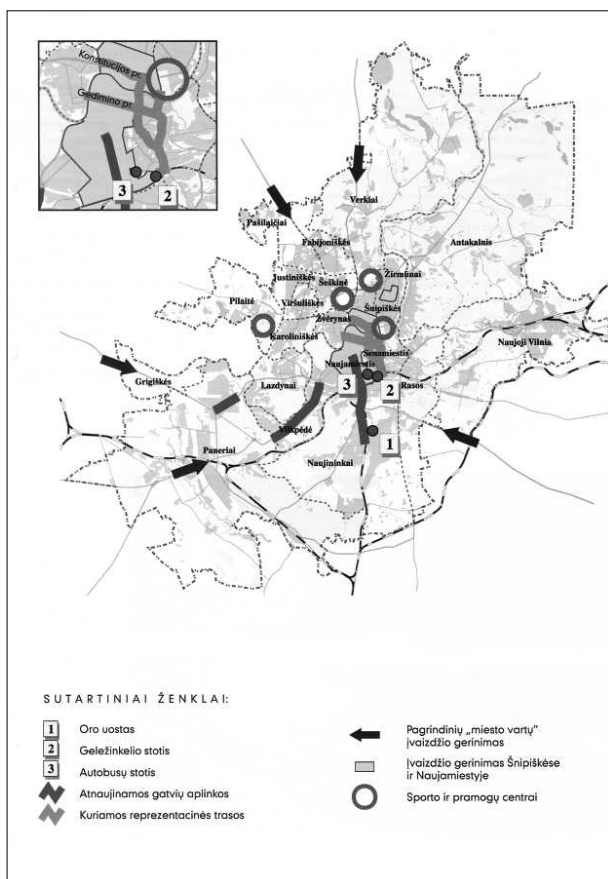 Konstitucijos pr.
Gedimino pr.
3
2
Verkiai
Pašilaičiai
Fabijoniškės
Antakalnis
Justiniškės
Šeškinė
Žirmūnai
Pilaitė
Viršuliškės
Šnipiškės
Žvėrynas
Karoliniškės
Naujoji Vilnia
Senamiestis
Grigiškės
Naujamiestis
Lazdynai
3
2
Rasos
Vilkpėdė
1
Paneriai
Naujininkai
SUTARTINIAI ŽENKLAI:
1 Oro uostas
2 Geležinkelio stotis
3 Autobusų stotis
Atnaujinamos gatvių aplinkos
Kuriamos reprezentacinės trasos
Pagrindinių „miesto vartų”
įvaizdžio gerinimas
Įvaizdžio gerinimas Šnipiškėse
ir Naujamiestyje
Sporto ir pramogų centrai